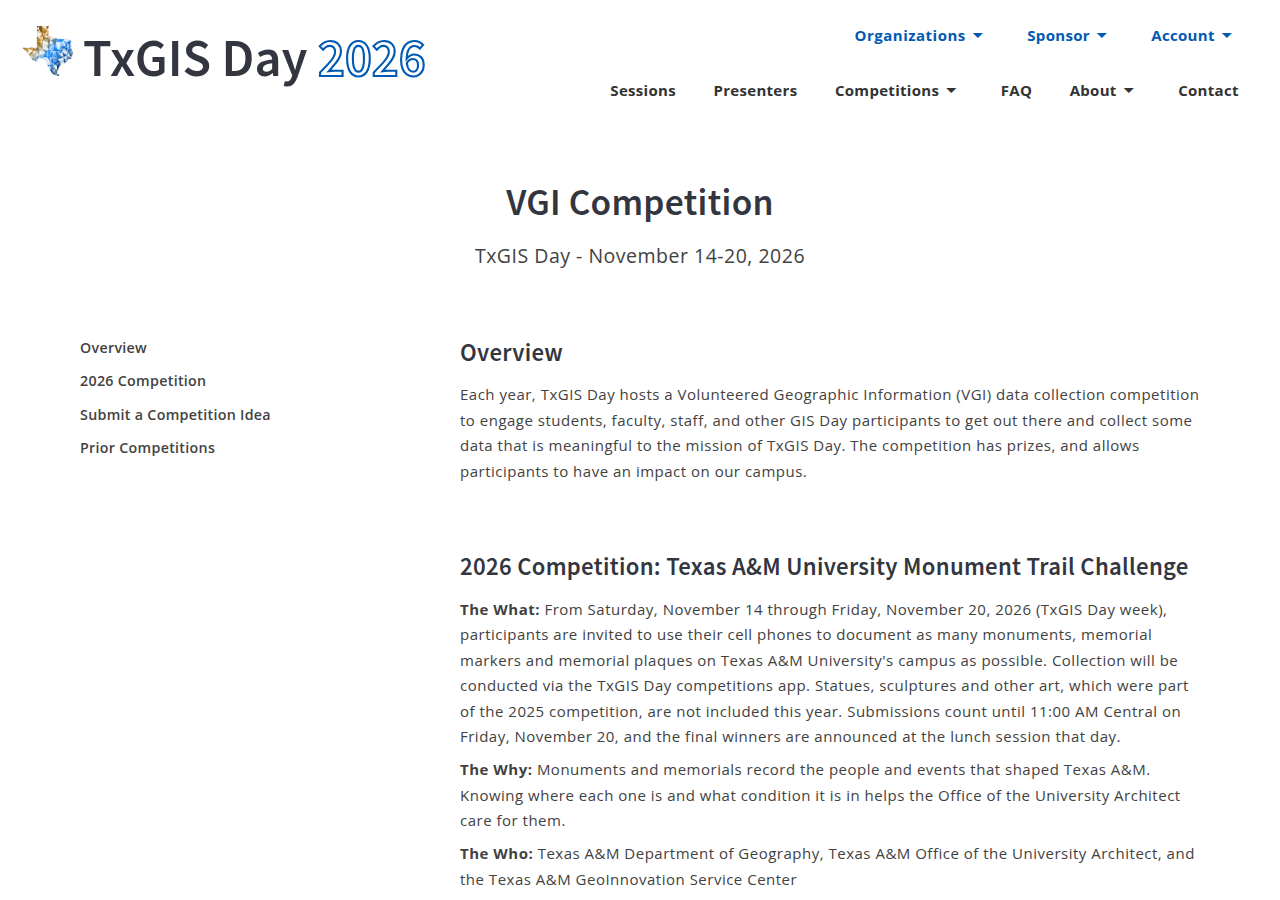 TxGIS Day 2026
Organizations
Sponsor
Account
Sessions
Presenters
Competitions
FAQ
About
Contact
VGI Competition
TxGIS Day - November 14-20, 2026
Overview
2026 Competition
Submit a Competition Idea
Prior Competitions
Overview
Each year, TxGIS Day hosts a Volunteered Geographic Information (VGI) data collection competition
to engage students, faculty, staff, and other GIS Day participants to get out there and collect some
data that is meaningful to the mission of TxGIS Day. The competition has prizes, and allows
participants to have an impact on our campus.
2026 Competition: Texas A&M University Monument Trail Challenge
The What: From Saturday, November 14 through Friday, November 20, 2026 (TxGIS Day week),
participants are invited to use their cell phones to document as many monuments, memorial
markers and memorial plaques on Texas A&M University's campus as possible. Collection will be
conducted via the TxGIS Day competitions app. Statues, sculptures and other art, which were part
of the 2025 competition, are not included this year. Submissions count until 11:00 AM Central on
Friday, November 20, and the final winners are announced at the lunch session that day.
The Why: Monuments and memorials record the people and events that shaped Texas A&M.
Knowing where each one is and what condition it is in helps the Office of the University Architect
care for them.
The Who: Texas A&M Department of Geography, Texas A&M Office of the University Architect, and
the Texas A&M GeoInnovation Service Center